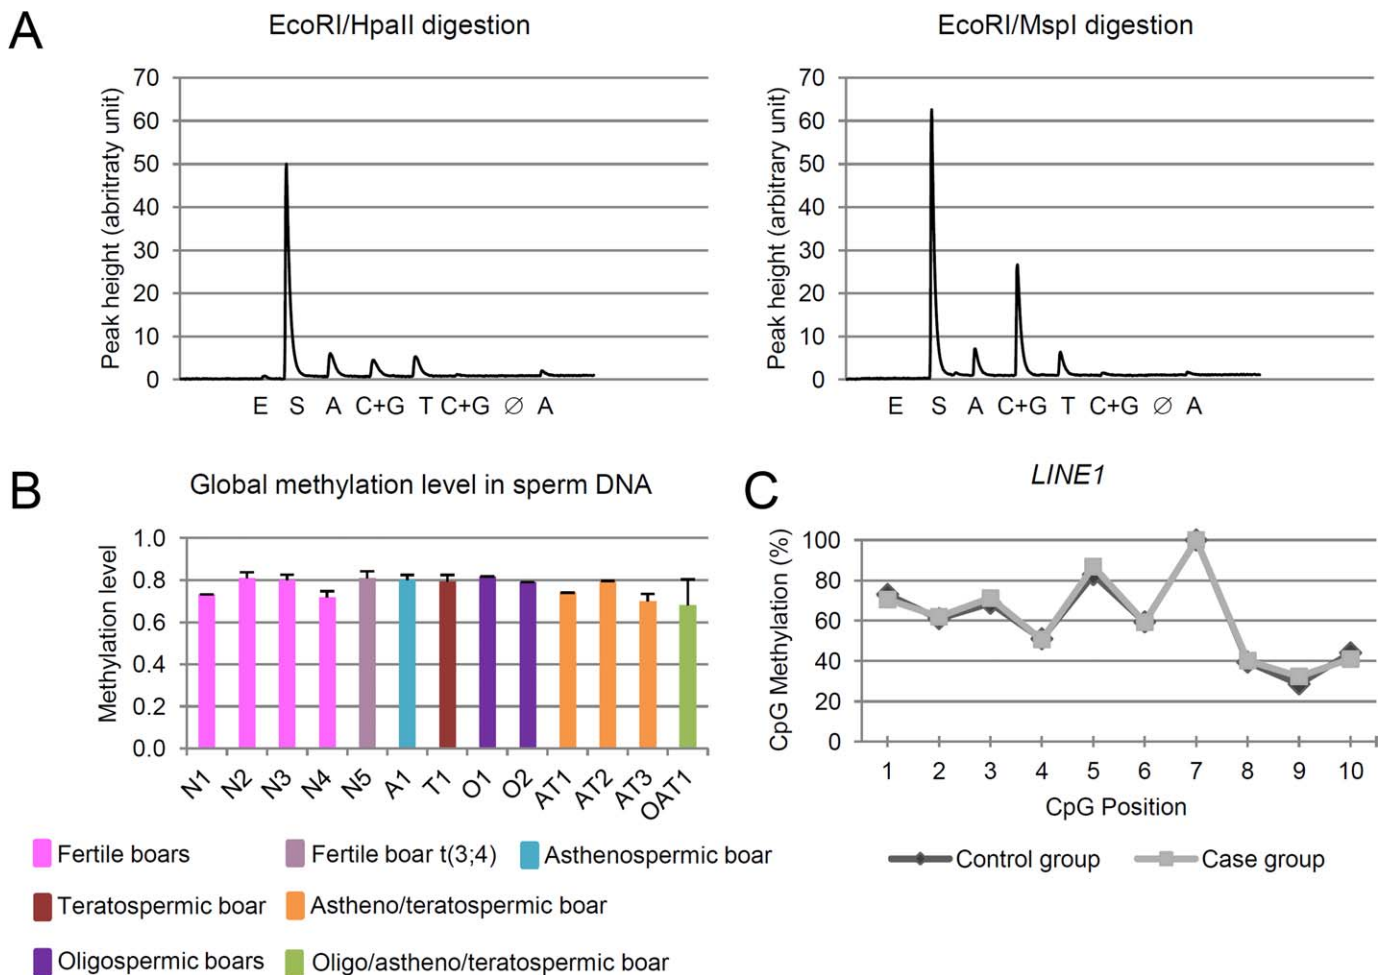 A
EcoRI/HpaII digestion
EcoRI/MspI digestion
Peak height (abritraty unit)
70
60
50
40
30
20
10
0
E S A C+G T C+G ∅ A
Peak height (arbitrary unit)
70
60
50
40
30
20
10
0
E S A C+G T C+G ∅ A
B
Global methylation level in sperm DNA
Methylation level
1.0
0.8
0.6
0.4
0.2
0.0
N1 N2 N3 N4 N5 A1 T1 O1 O2 AT1 AT2 AT3 OAT1
Fertile boars
Fertile boar t(3;4)
Asthenospermic boar
Teratospermic boar
Astheno/teratospermic boar
Oligospermic boars
Oligo/astheno/teratospermic boar
C
LINE1
CpG Methylation (%)
100
80
60
40
20
0
1 2 3 4 5 6 7 8 9 10
CpG Position
Control group
Case group